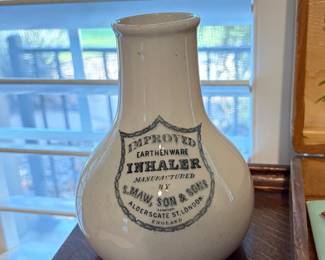 IMPROVED
EARTHENWARE
INHALER
MANUFACTURED
BY
S. MAW, SON & SONS
ALDERSGATE ST. LONDON.
ENGLAND